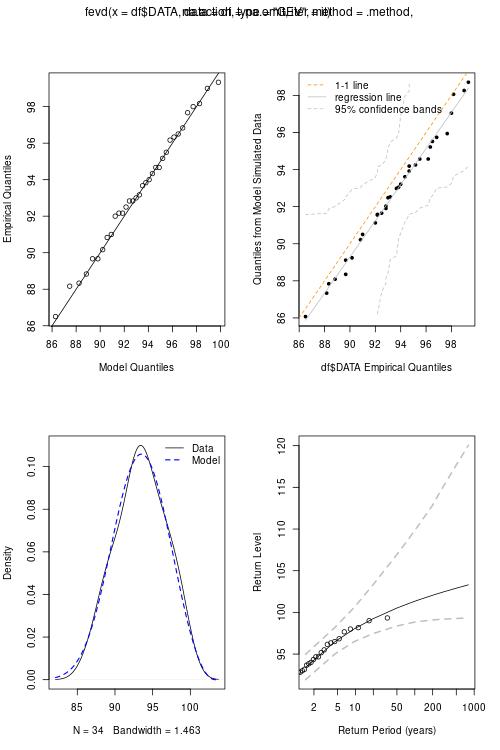 fevd(x = df$DATA, data = df, type = "GEV", method = .method,
Empirical Quantiles
86 88 90 92 94 96 98
86 88 90 92 94 96 98 100
Model Quantiles
Quantiles from Model Simulated Data
86 88 90 92 94 96 98
1-1 line
regression line
95% confidence bands
86 88 90 92 94 96 98
df$DATA Empirical Quantiles
Density
0.00 0.02 0.04 0.06 0.08 0.10
Data
Model
85 90 95 100
N = 34 Bandwidth = 1.463
Return Level
95 100 105 110 115 120
2 5 10 50 200 1000
Return Period (years)